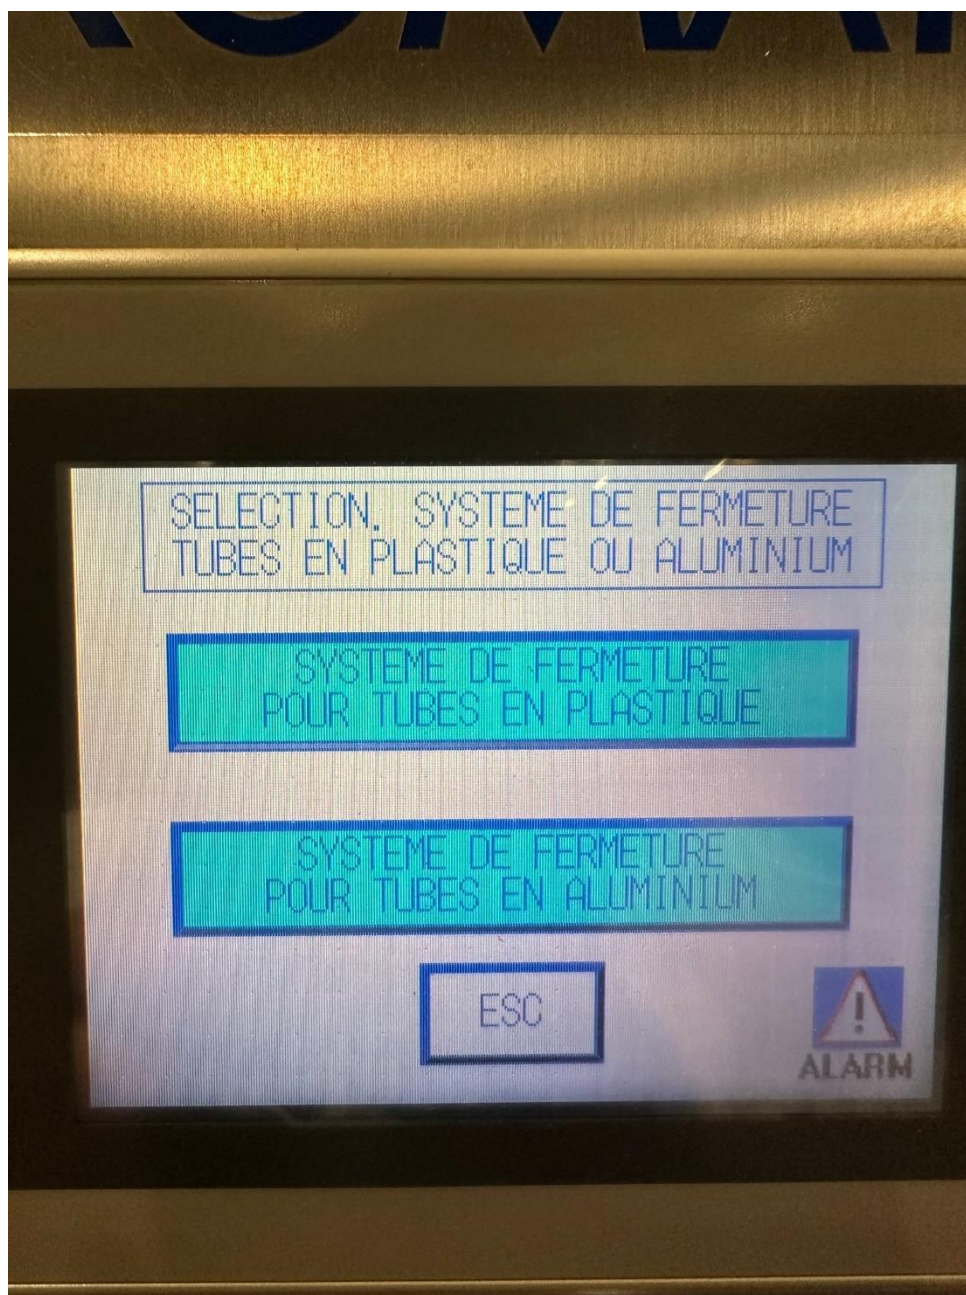 SELECTION. SYSTEME DE FERMETURE
TUBES EN PLASTIQUE OU ALUMINIUM
SYSTEME DE FERMETURE
POUR TUBES EN PLASTIQUE
SYSTEME DE FERMETURE
POUR TUBES EN ALUMINIUM
ESC
!
ALARM